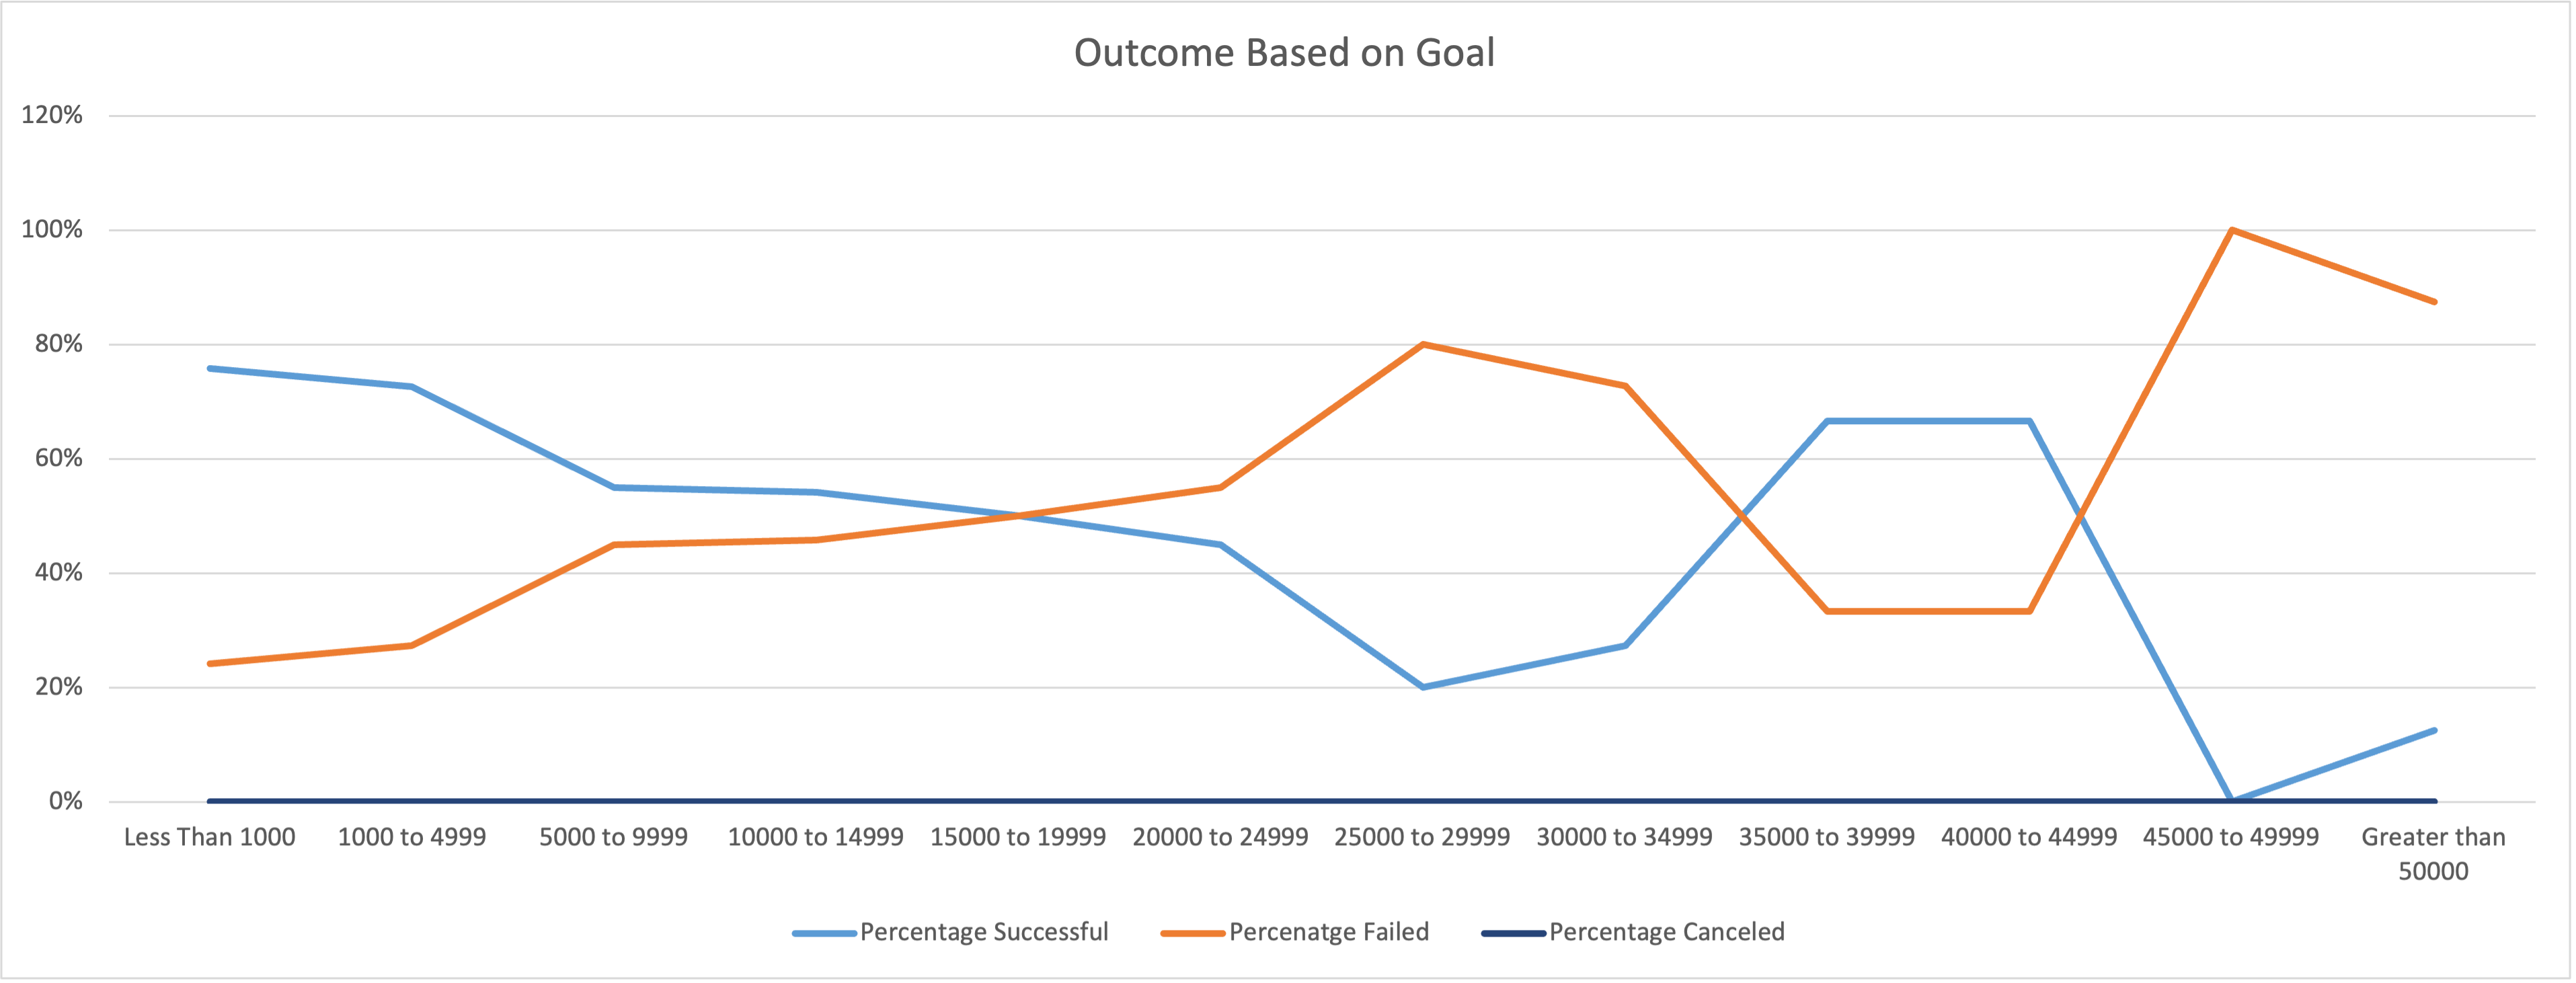 Outcome Based on Goal
120%
100%
80%
60%
40%
20%
0%
Less Than 1000
1000 to 4999
5000 to 9999
10000 to 14999
15000 to 19999
20000 to 24999
25000 to 29999
30000 to 34999
35000 to 39999
40000 to 44999
45000 to 49999
Greater than
50000
Percentage Successful
Percenatge Failed
Percentage Canceled